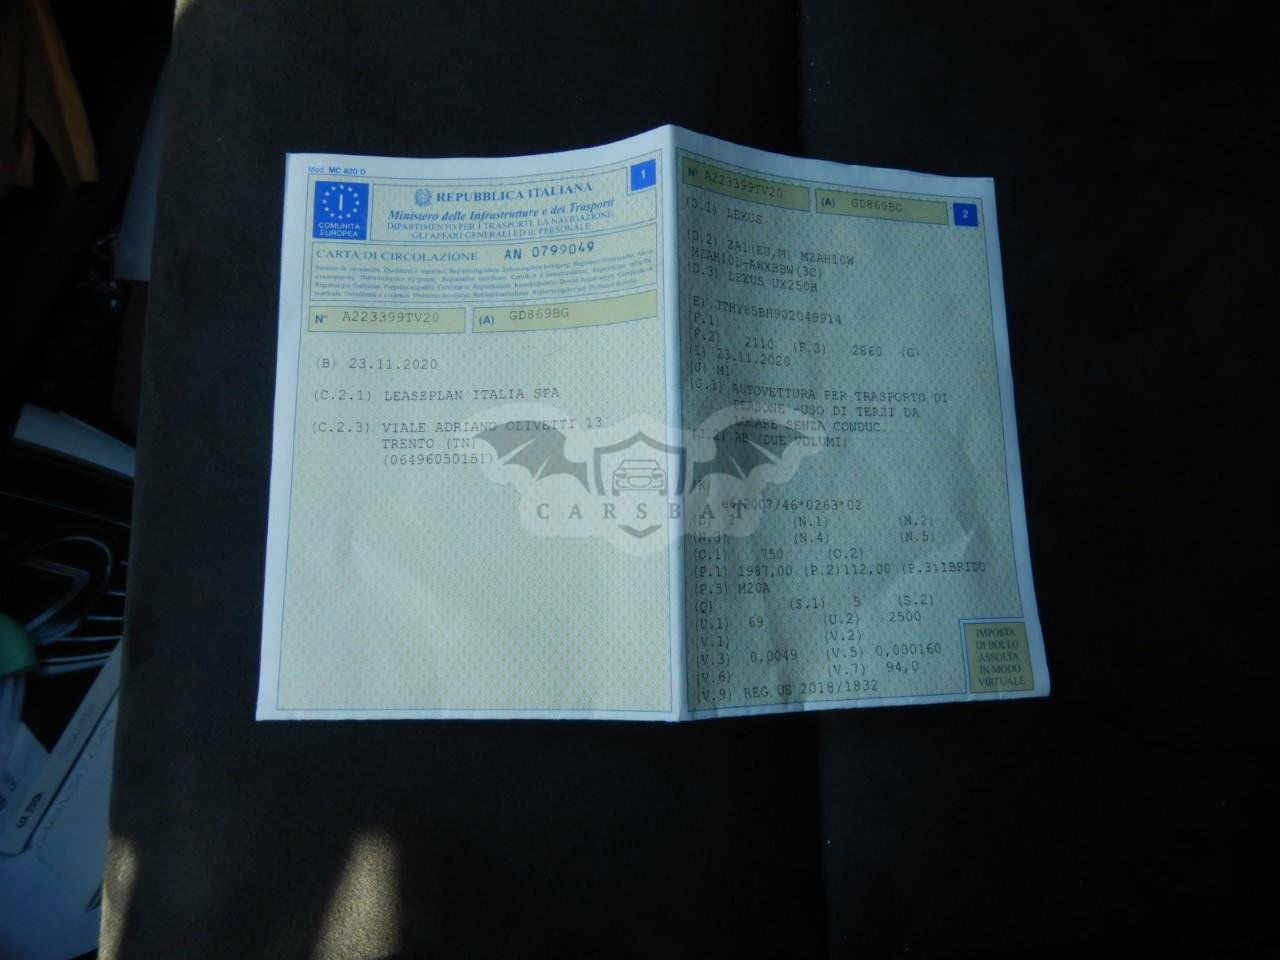 Mod. MC 820 D
1
COMUNITÀ
EUROPEA
REPUBBLICA ITALIANA
Ministero delle Infrastrutture e dei Trasporti
DIPARTIMENTO PER I TRASPORTI, LA NAVIGAZIONE,
GLI AFFARI GENERALI ED IL PERSONALE
CARTA DI CIRCOLAZIONE AN 0799049
N° A223399TV20 (A) GD869BG
(B) 23.11.2020
(C.2.1) LEASEPLAN ITALIA SPA
(C.2.3) VIALE ADRIANO OLIVETTI 13
TRENTO (TN)
(06496050151)
N° A223399TV20 (A) GD869BG
2
(D.1) LEXUS
(D.2) ZA1(EU,M) MZAH10W
MZAH10L-AWXBBW(3C)
(D.3) LEXUS UX250H
(E) JTHY65BH902049914
(F.1)
(F.2) 2110 (F.3) 2860 (G)
(I) 23.11.2020
(J) M1
(J.1) AUTOVETTURA PER TRASPORTO DI
PERSONE -USO DI TERZI DA
LOCARE SENZA CONDUC.
(J.2) AB (DUE VOLUMI)
(K)
e6*2007/46*0263*02
(L) 2 (N.1) (N.2)
(N.3) (N.4) (N.5)
(O.1) 750 (O.2)
(P.1) 1987,00 (P.2)112,00 (P.3)IBRIDO
(P.5) M20A
(Q) (S.1) 5 (S.2)
(U.1) 69 (U.2) 2500
(V.1) (V.2)
(V.3) 0,0049 (V.5) 0,000160
(V.6) (V.7) 94,0
(V.9) REG UE 2018/1832
IMPOSTA
DI BOLLO
ASSOLTA
IN MODO
VIRTUALE
CARSBAT